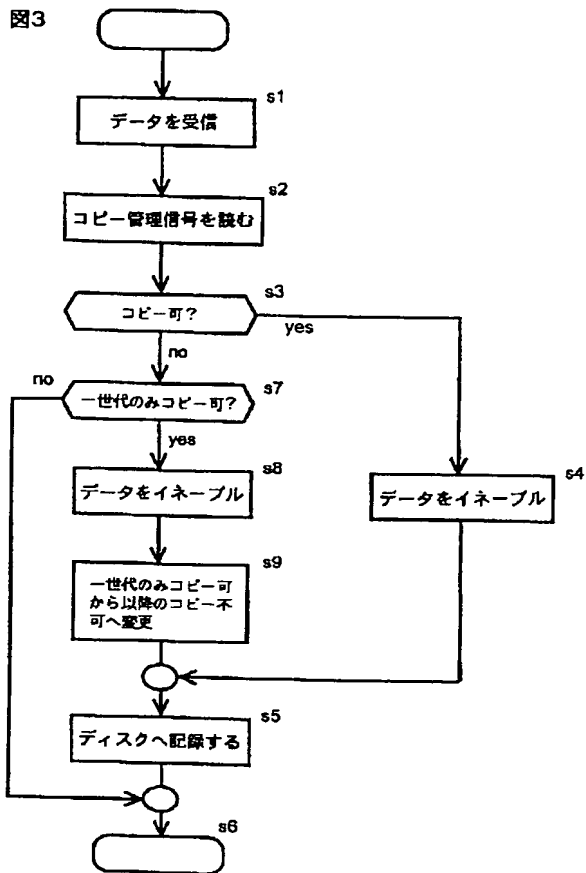 図3
s1
データを受信
s2
コピー管理信号を読む
s3
コピー可?
yes
no
no
s7
一世代のみコピー可?
yes
s8
データをイネーブル
s4
データをイネーブル
s9
一世代のみコピー可
から以降のコピー不
可へ変更
s5
ディスクへ記録する
s6